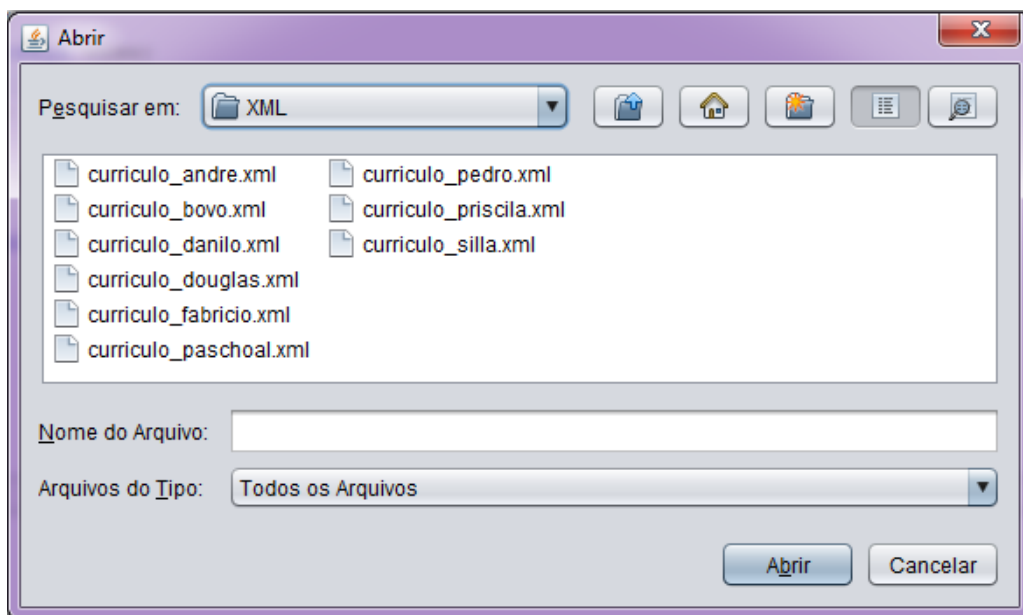 Abrir
Pesquisar em: XML
curriculo_andre.xml
curriculo_bovo.xml
curriculo_danilo.xml
curriculo_douglas.xml
curriculo_fabricio.xml
curriculo_paschoal.xml
curriculo_pedro.xml
curriculo_priscila.xml
curriculo_silla.xml
Nome do Arquivo:
Arquivos do Tipo: Todos os Arquivos
Abrir Cancelar